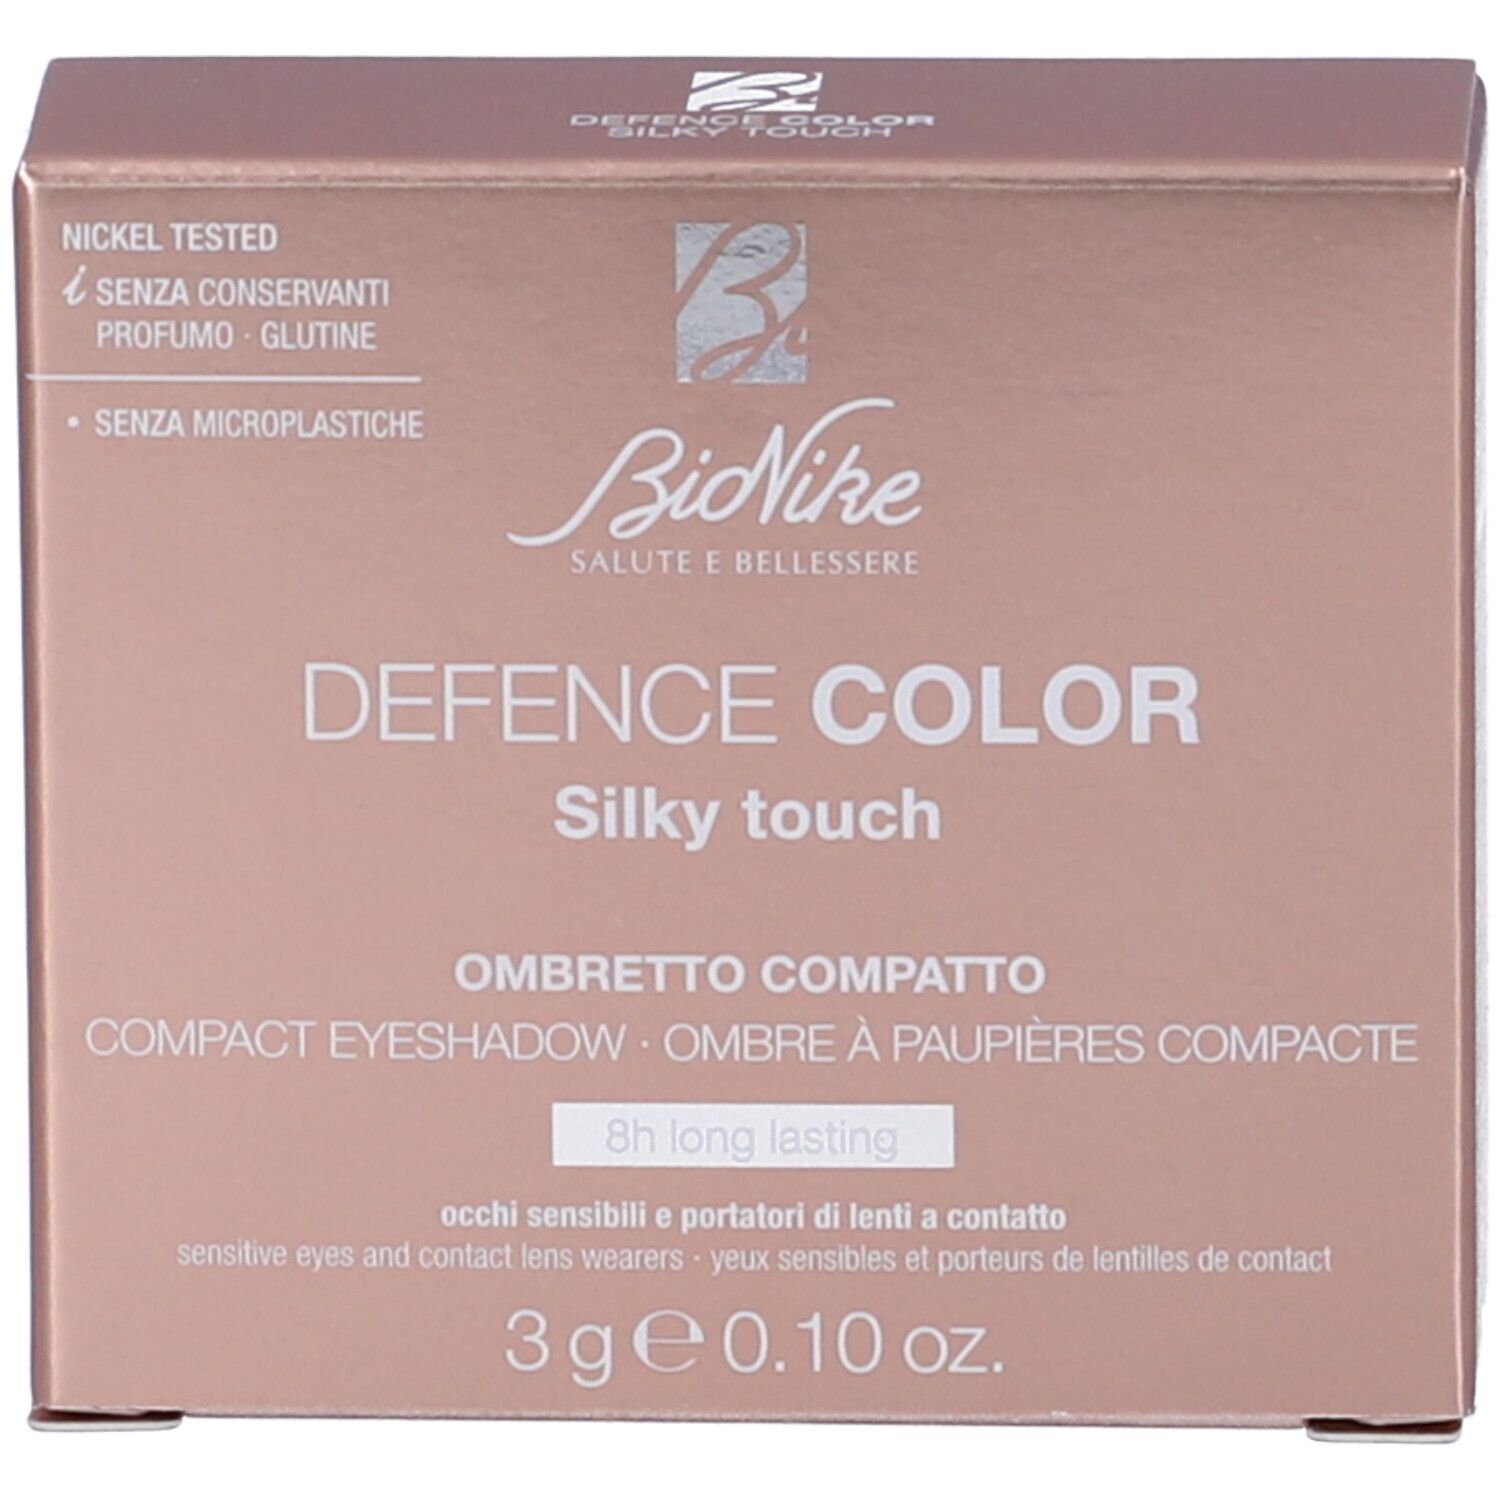 DEFENCE COLOR
SILKY TOUCH
NICKEL TESTED
i SENZA CONSERVANTI
PROFUMO · GLUTINE
• SENZA MICROPLASTICHE
BioNike
SALUTE E BELLESSERE
DEFENCE COLOR
Silky touch
OMBRETTO COMPATTO
COMPACT EYESHADOW · OMBRE À PAUPIÈRES COMPACTE
8h long lasting
occhi sensibili e portatori di lenti a contatto
sensitive eyes and contact lens wearers · yeux sensibles et porteurs de lentilles de contact
3 g ℮ 0.10 oz.